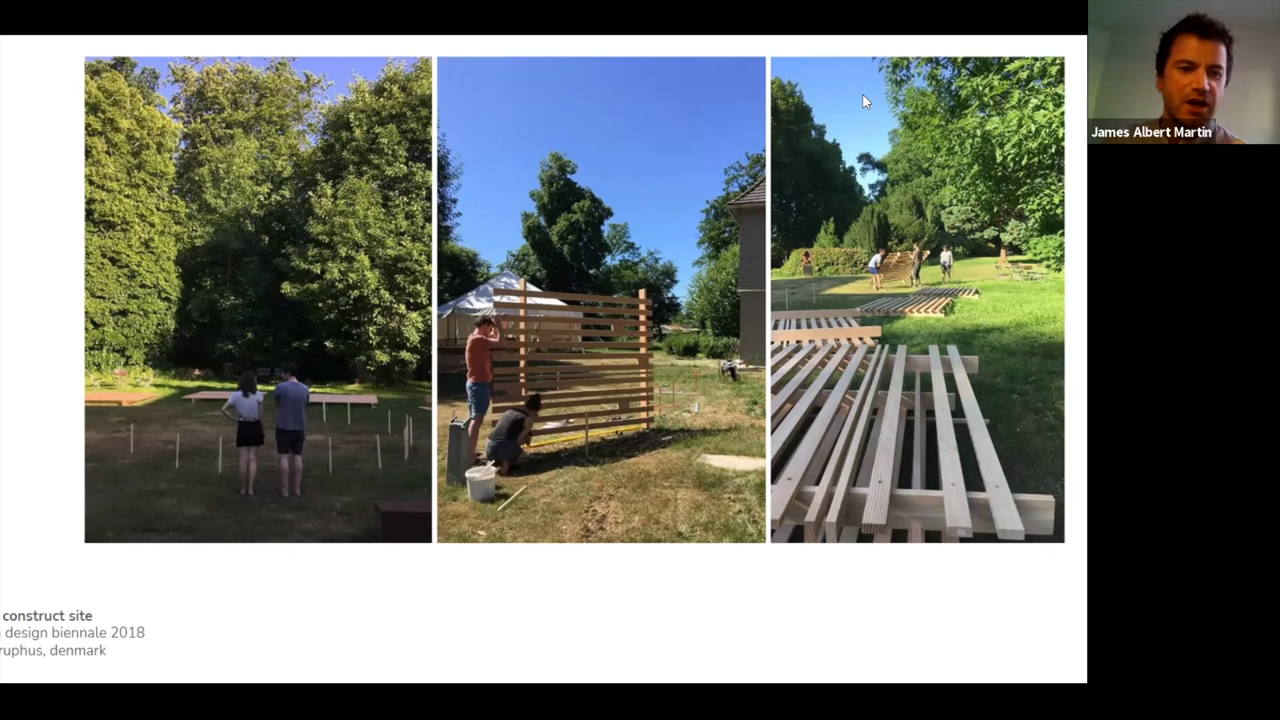 James Albert Martin
construct site
design biennale 2018
ruphus, denmark